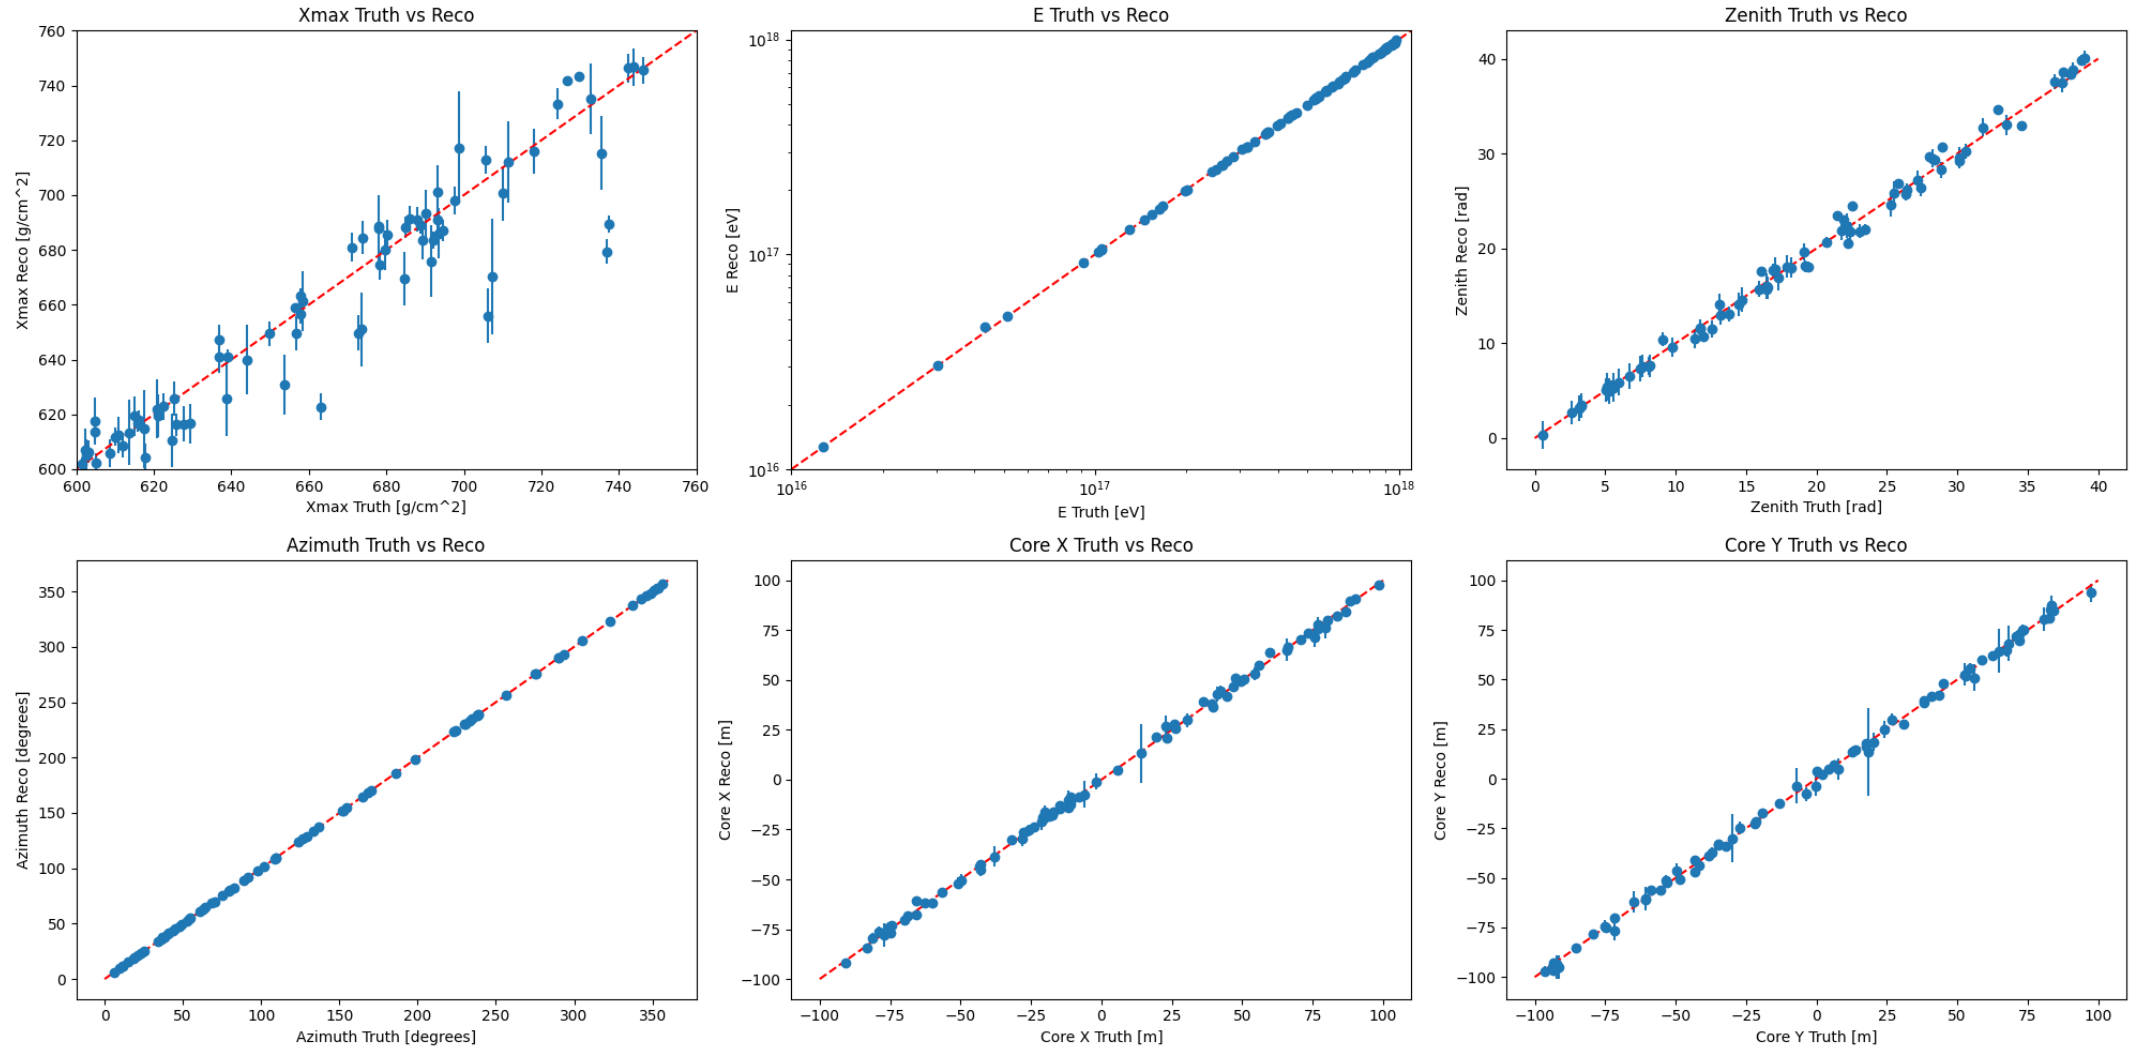 Xmax Truth vs Reco
E Truth vs Reco
Zenith Truth vs Reco
Xmax Reco [g/cm^2]
760
740
720
700
680
660
640
620
600
600 620 640 660 680 700 720 740 760
Xmax Truth [g/cm^2]
E Reco [eV]
10^18
10^17
10^16
10^16 10^17 10^18
E Truth [eV]
Zenith Reco [rad]
40
30
20
10
0
0 5 10 15 20 25 30 35 40
Zenith Truth [rad]
Azimuth Truth vs Reco
Core X Truth vs Reco
Core Y Truth vs Reco
Azimuth Reco [degrees]
350
300
250
200
150
100
50
0
0 50 100 150 200 250 300 350
Azimuth Truth [degrees]
Core X Reco [m]
100
75
50
25
0
−25
−50
−75
−100
−100 −75 −50 −25 0 25 50 75 100
Core X Truth [m]
Core Y Reco [m]
100
75
50
25
0
−25
−50
−75
−100
−100 −75 −50 −25 0 25 50 75 100
Core Y Truth [m]